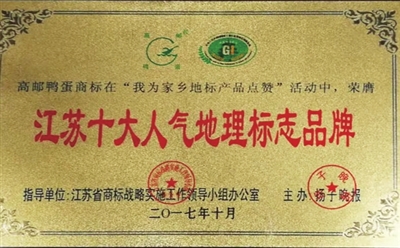 高邮鸭蛋商标在“我为家乡地标产品点赞”活动中，荣膺
江苏十大人气地理标志品牌
指导单位：江苏省商标战略实施工作领导小组办公室 主办 扬子晚报
二〇一七年十月